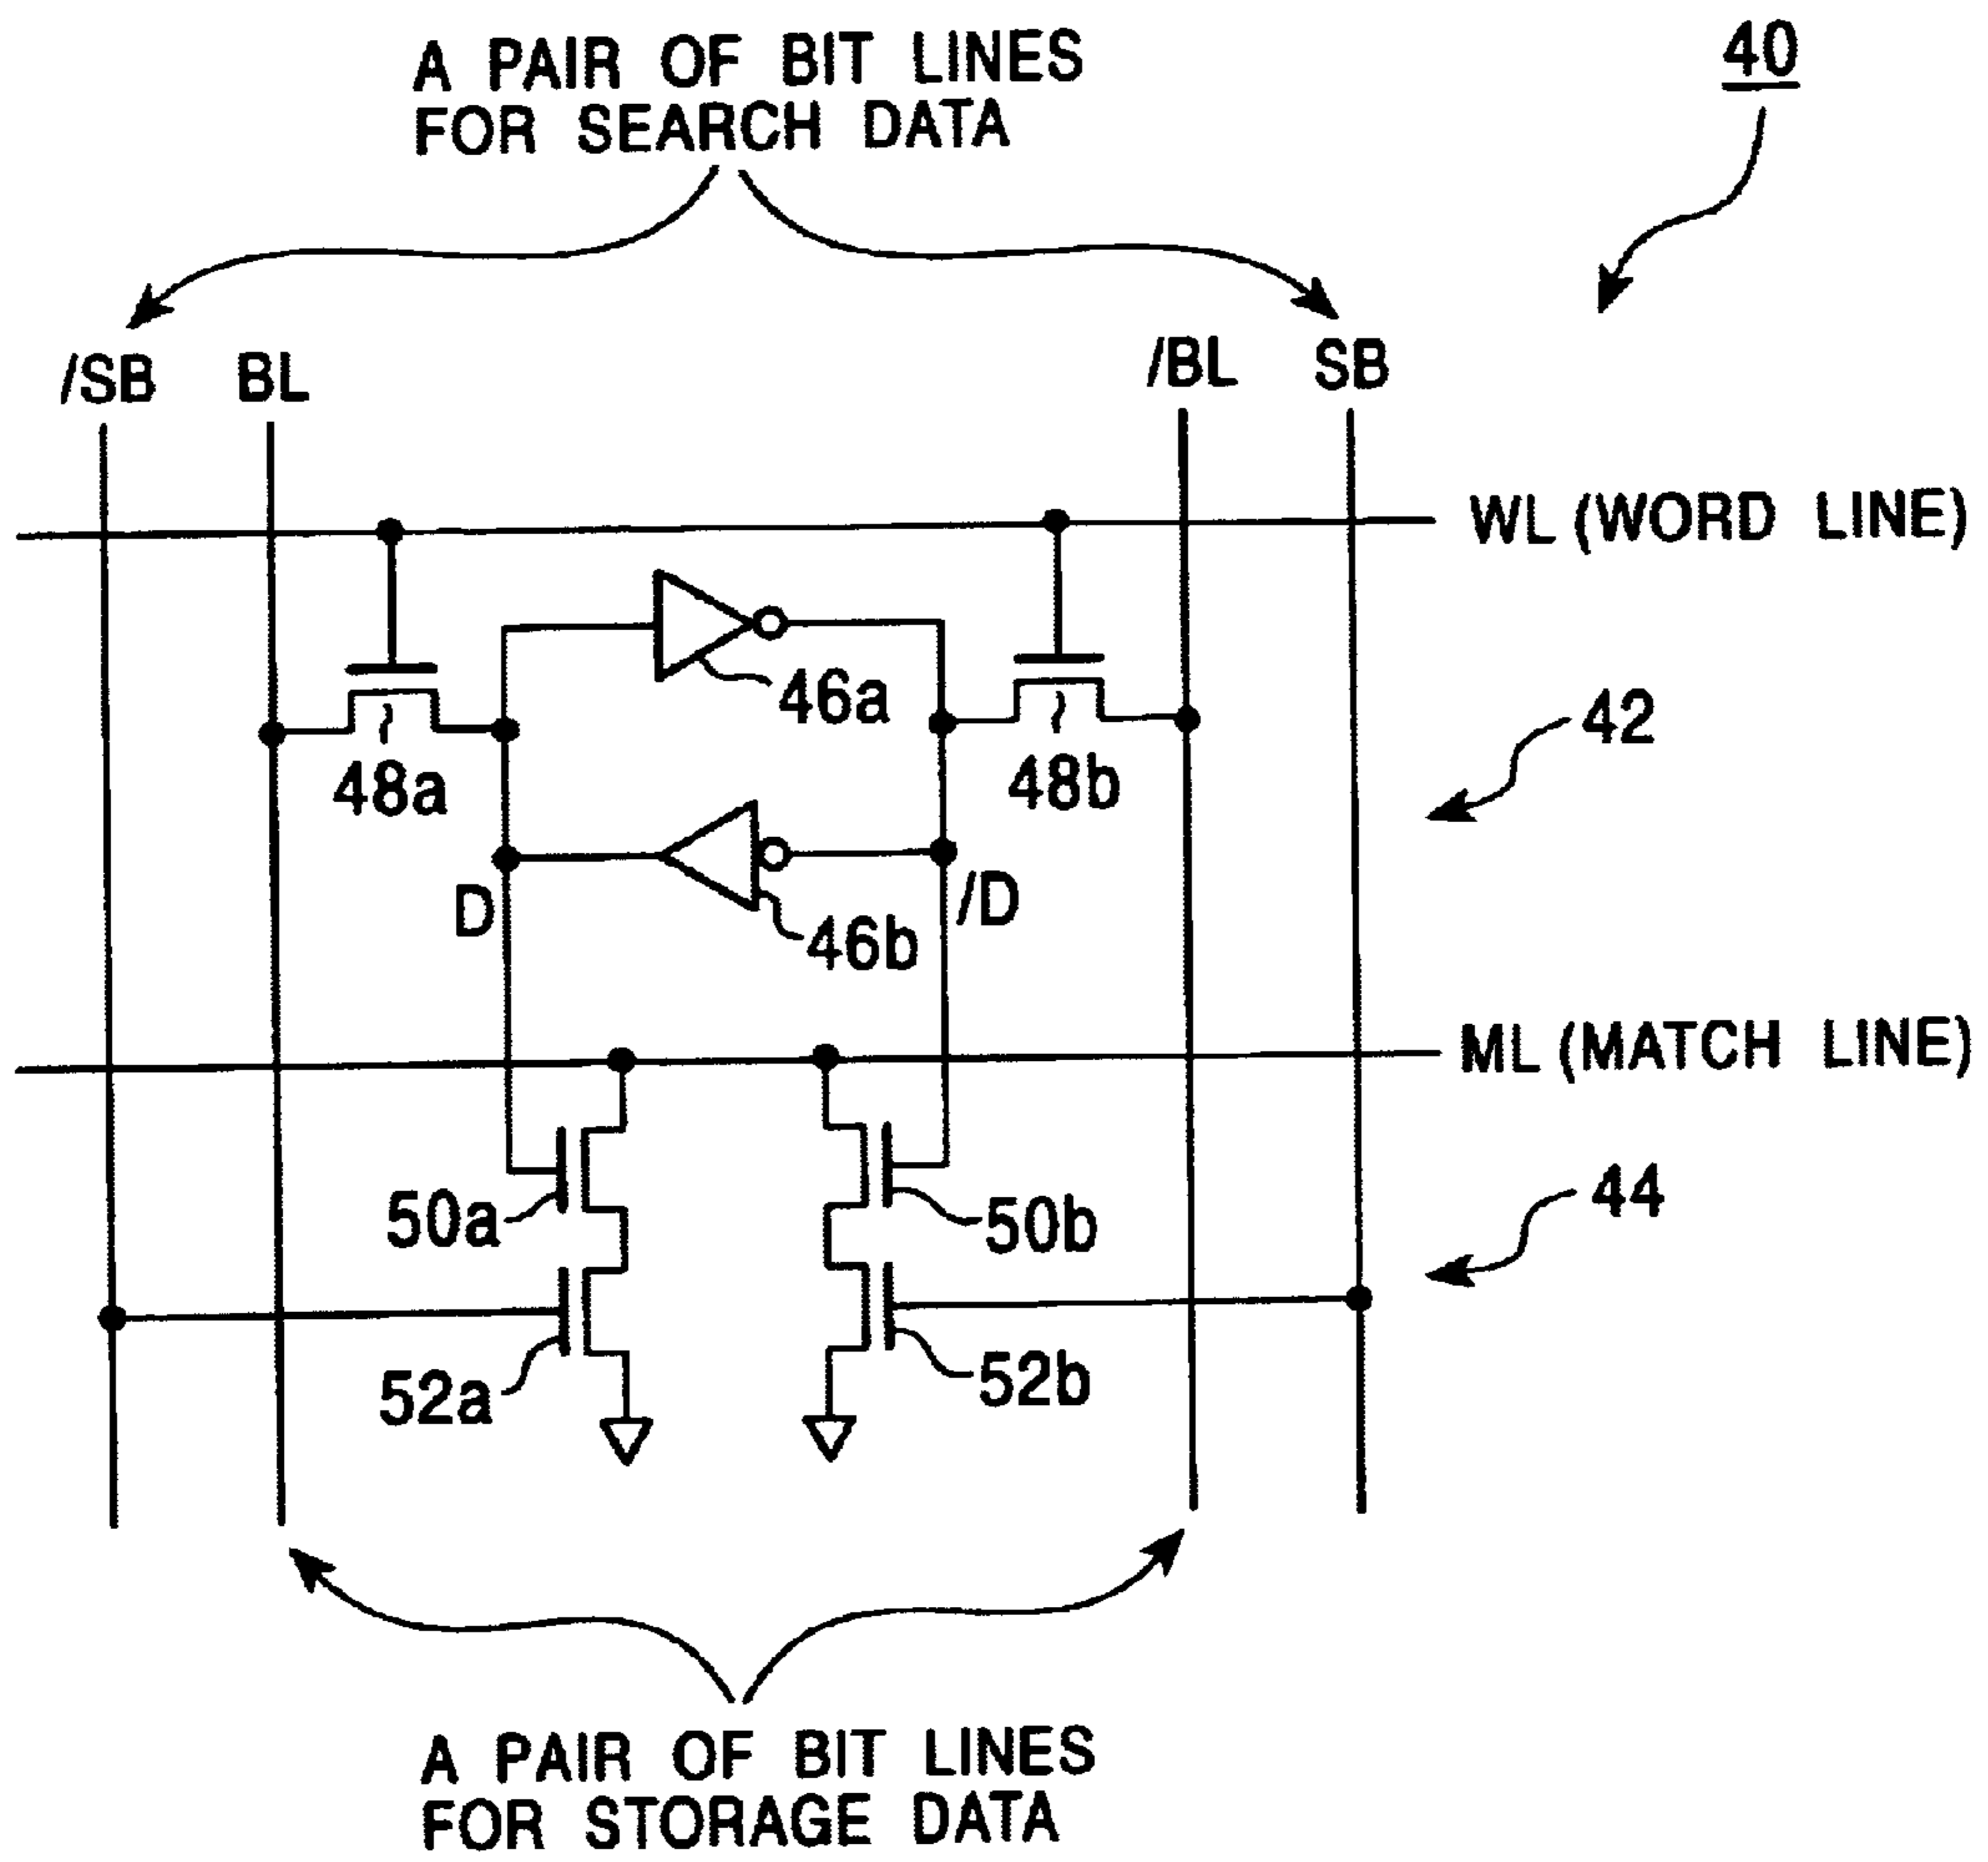 A PAIR OF BIT LINES
FOR SEARCH DATA
40
/SB
BL
/BL
SB
WL (WORD LINE)
46a
48a
48b
42
D
/D
46b
ML (MATCH LINE)
50a
50b
44
52a
52b
A PAIR OF BIT LINES
FOR STORAGE DATA